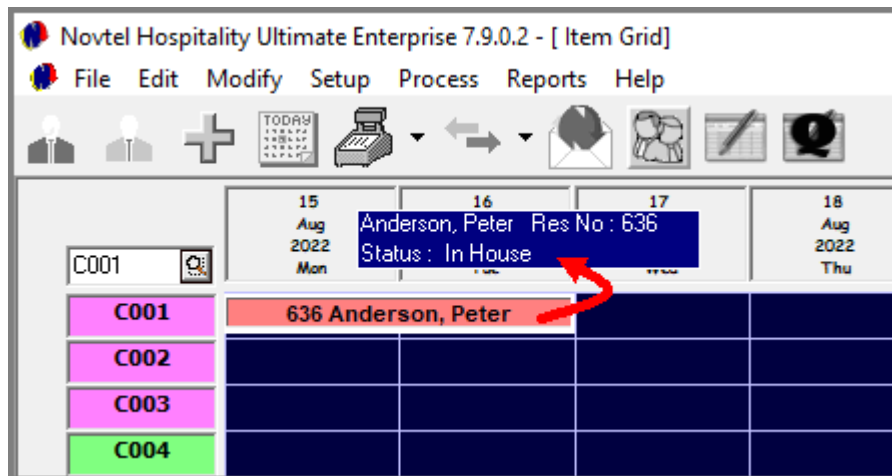 Novtel Hospitality Ultimate Enterprise 7.9.0.2 - [ Item Grid]
File Edit Modify Setup Process Reports Help
TODAY
15 16 17 18
Aug Aug
2022 2022
Mon Thu
Anderson, Peter Res No : 636
Status : In House
C001
C001 636 Anderson, Peter
C002
C003
C004